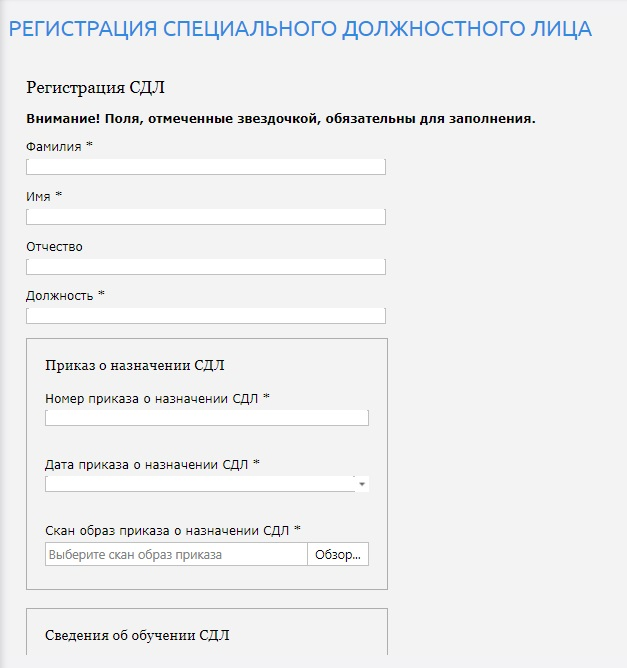 РЕГИСТРАЦИЯ СПЕЦИАЛЬНОГО ДОЛЖНОСТНОГО ЛИЦА
Регистрация СДЛ
Внимание! Поля, отмеченные звездочкой, обязательны для заполнения.
Фамилия *
Имя *
Отчество
Должность *
Приказ о назначении СДЛ
Номер приказа о назначении СДЛ *
Дата приказа о назначении СДЛ *
Скан образ приказа о назначении СДЛ *
Выберите скан образ приказа Обзор...
Сведения об обучении СДЛ